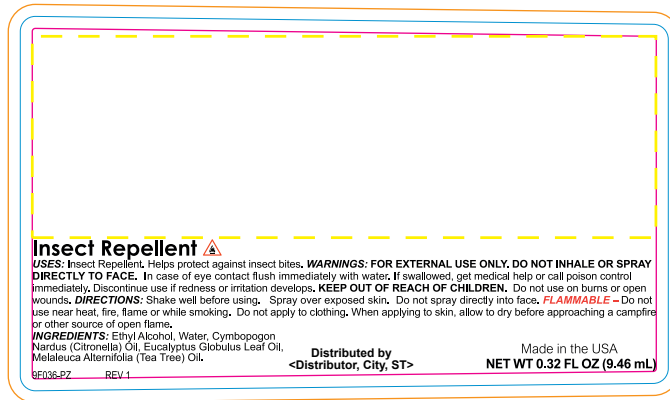 Insect Repellent
USES: Insect Repellent. Helps protect against insect bites. WARNINGS: FOR EXTERNAL USE ONLY. DO NOT INHALE OR SPRAY
DIRECTLY TO FACE. In case of eye contact flush immediately with water. If swallowed, get medical help or call poison control
immediately. Discontinue use if redness or irritation develops. KEEP OUT OF REACH OF CHILDREN. Do not use on burns or open
wounds. DIRECTIONS: Shake well before using. Spray over exposed skin. Do not spray directly into face. FLAMMABLE – Do not
use near heat, fire, flame or while smoking. Do not apply to clothing. When applying to skin, allow to dry before approaching a campfire
or other source of open flame.
INGREDIENTS: Ethyl Alcohol, Water, Cymbopogon
Nardus (Citronella) Oil, Eucalyptus Globulus Leaf Oil,
Melaleuca Alternifolia (Tea Tree) Oil.
9F036-PZ REV 1
Distributed by
<Distributor, City, ST>
Made in the USA
NET WT 0.32 FL OZ (9.46 mL)